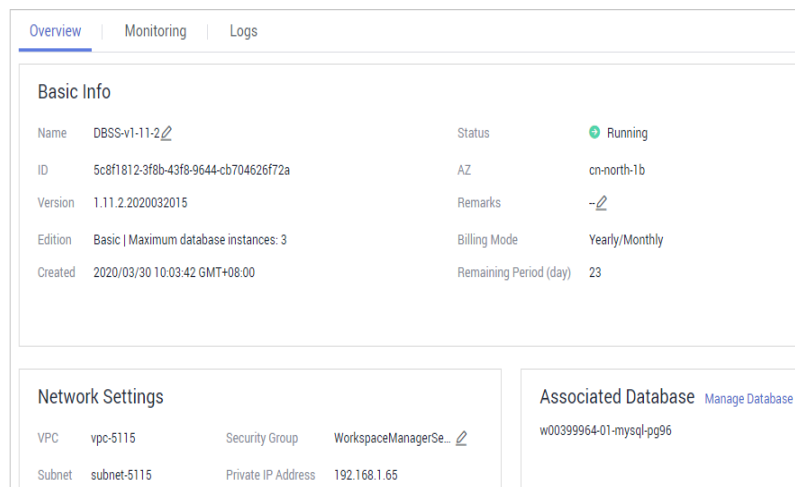 Overview Monitoring Logs
Basic Info
Name DBSS-v1-11-2 Status Running
ID 5c8f1812-3f8b-43f8-9644-cb704626f72a AZ cn-north-1b
Version 1.11.2.2020032015 Remarks --
Edition Basic | Maximum database instances: 3 Billing Mode Yearly/Monthly
Created 2020/03/30 10:03:42 GMT+08:00 Remaining Period (day) 23
Network Settings Associated Database Manage Database
VPC vpc-5115 Security Group WorkspaceManagerSe... w00399964-01-mysql-pg96
Subnet subnet-5115 Private IP Address 192.168.1.65